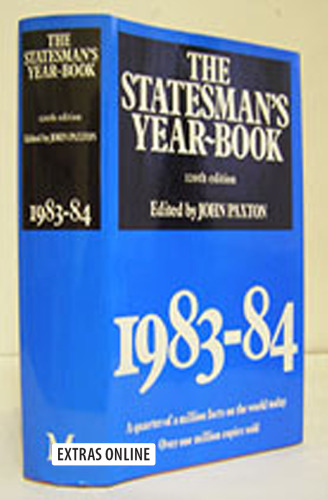 THE
STATESMAN'S
YEAR-BOOK
120th edition
Edited by JOHN PAXTON
1983-84
THE
STATESMAN'S
YEAR-BOOK
120th edition
Edited by JOHN PAXTON
1983-84
A quarter of a million facts on the world today
Over one million copies sold
EXTRAS ONLINE